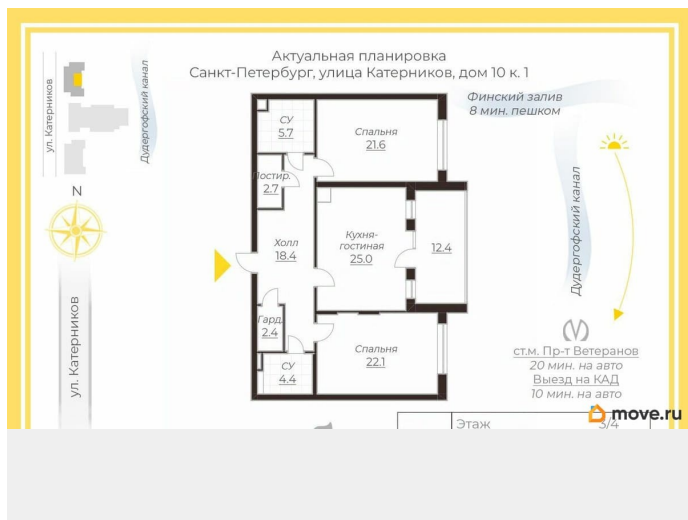 Актуальная планировка
Санкт-Петербург, улица Катерников, дом 10 к. 1
ул. Катерников
Дудергофский канал
Финский залив
8 мин. пешком
СУ
5.7
Спальня
21.6
Постир.
2.7
N
Кухня-
гостиная
25.0
Холл
18.4
12.4
Дудергофский канал
ул. Катерников
Гард.
2.4
СУ
4.4
Спальня
22.1
ст.м. Пр-т Ветеранов
20 мин. на авто
Выезд на КАД
10 мин. на авто
move.ru
Этаж
3/4